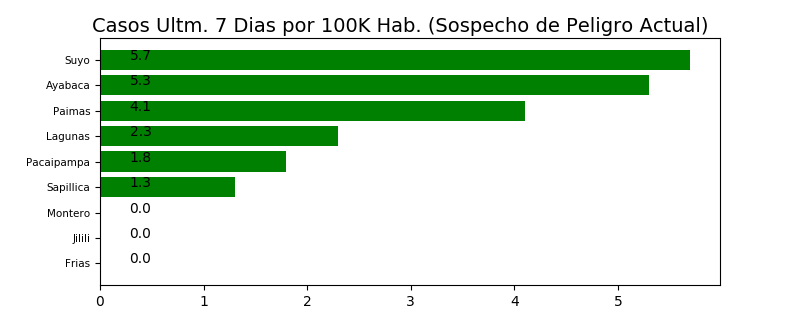 Casos Ultm. 7 Dias por 100K Hab. (Sospecho de Peligro Actual)
Suyo 5.7
Ayabaca 5.3
Paimas 4.1
Lagunas 2.3
Pacaipampa 1.8
Sapillica 1.3
Montero 0.0
Jilili 0.0
Frias 0.0
0 1 2 3 4 5